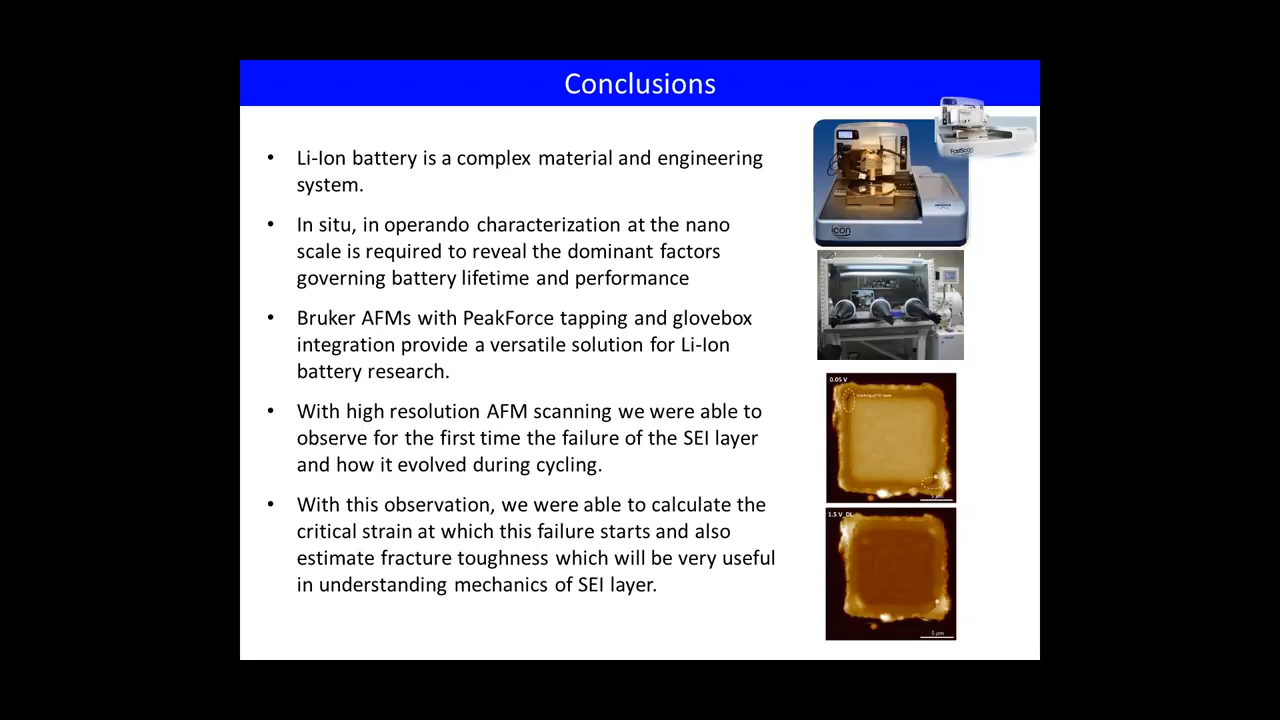 Conclusions
• Li-Ion battery is a complex material and engineering
system.
• In situ, in operando characterization at the nano
scale is required to reveal the dominant factors
governing battery lifetime and performance
• Bruker AFMs with PeakForce tapping and glovebox
integration provide a versatile solution for Li-Ion
battery research.
• With high resolution AFM scanning we were able to
observe for the first time the failure of the SEI layer
and how it evolved during cycling.
• With this observation, we were able to calculate the
critical strain at which this failure starts and also
estimate fracture toughness which will be very useful
in understanding mechanics of SEI layer.
FastScan
icon
0.05 V
5 µm
1.5 V_DL
5 µm